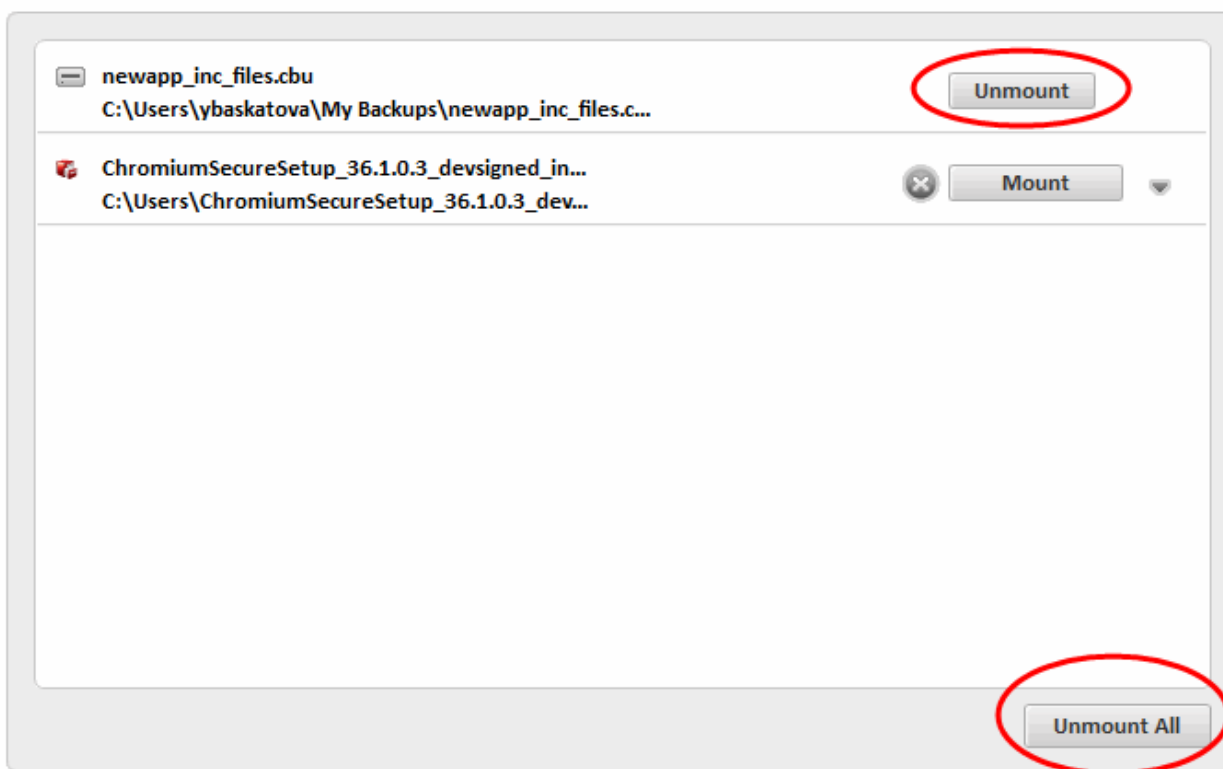 newapp_inc_files.cbu
Unmount
C:\Users\ybaskatova\My Backups\newapp_inc_files.c...
ChromiumSecureSetup_36.1.0.3_devsigned_in...
Mount
C:\Users\ChromiumSecureSetup_36.1.0.3_dev...
Unmount All